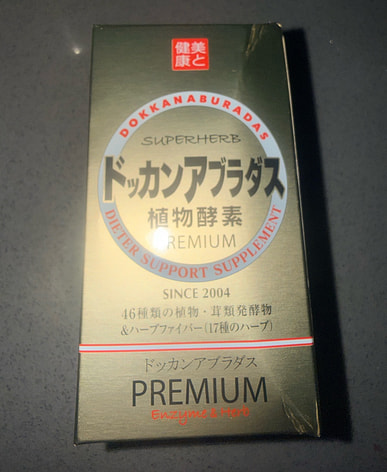 美と
健康
DOKKANABURADAS
SUPERHERB
ドッカンアブラダス
植物酵素
PREMIUM
DIETER SUPPORT SUPPLEMENT
SINCE 2004
46種類の植物・茸類発酵物
&ハーブファイバー(17種のハーブ)
ドッカンアブラダス
PREMIUM
Enzyme & Herb